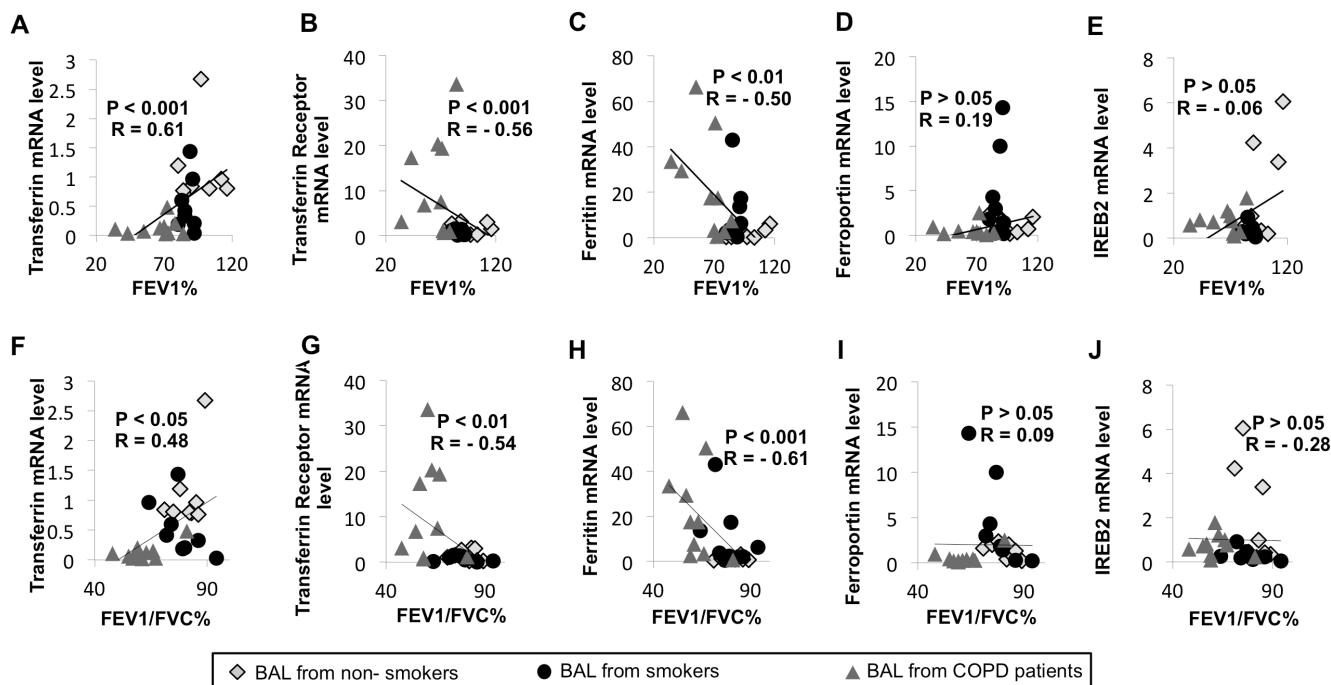 A
Transferrin mRNA level
3
2.5
2
1.5
1
0.5
0
P < 0.001
R = 0.61
20 70 120
FEV1%
B
Transferrin Receptor
mRNA level
40
30
20
10
0
P < 0.001
R = - 0.56
20 70 120
FEV1%
C
Ferritin mRNA level
80
60
40
20
0
P < 0.01
R = - 0.50
20 70 120
FEV1%
D
Ferroportin mRNA level
20
15
10
5
0
P > 0.05
R = 0.19
20 70 120
FEV1%
E
IREB2 mRNA level
8
6
4
2
0
P > 0.05
R = - 0.06
20 120
FEV1%
F
Transferrin mRNA level
3
2.5
2
1.5
1
0.5
0
P < 0.05
R = 0.48
40 90
FEV1/FVC%
G
Transferrin Receptor mRNA
level
40
30
20
10
0
P < 0.01
R = - 0.54
40 90
FEV1/FVC%
H
Ferritin mRNA level
80
60
40
20
0
P < 0.001
R = - 0.61
40 90
FEV1/FVC%
I
Ferroportin mRNA level
20
15
10
5
0
P > 0.05
R = 0.09
40 90
FEV1/FVC%
J
IREB2 mRNA level
8
6
4
2
0
P > 0.05
R = - 0.28
40 90
FEV1/FVC%
BAL from non- smokers BAL from smokers BAL from COPD patients